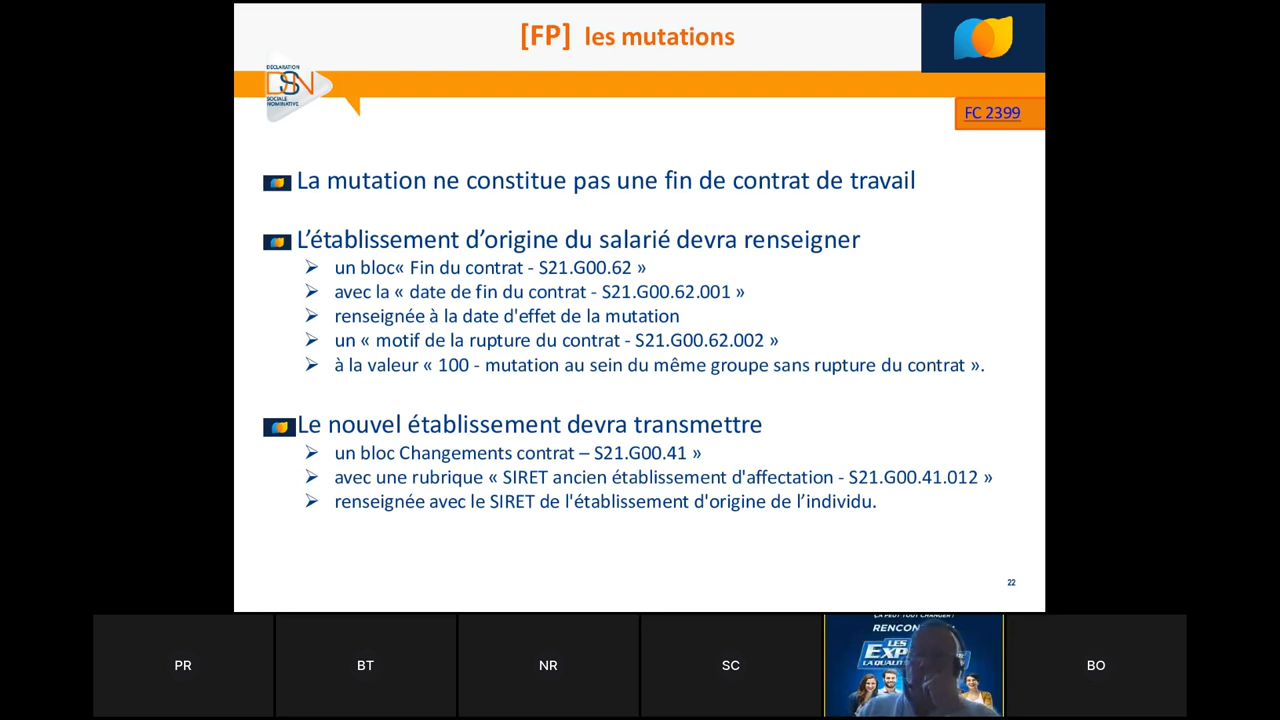 [FP] les mutations
DÉCLARATION
DSN
SOCIALE
NOMINATIVE
FC 2399
La mutation ne constitue pas une fin de contrat de travail
L’établissement d’origine du salarié devra renseigner
un bloc« Fin du contrat - S21.G00.62 »
avec la « date de fin du contrat - S21.G00.62.001 »
renseignée à la date d'effet de la mutation
un « motif de la rupture du contrat - S21.G00.62.002 »
à la valeur « 100 - mutation au sein du même groupe sans rupture du contrat ».
Le nouvel établissement devra transmettre
un bloc Changements contrat – S21.G00.41 »
avec une rubrique « SIRET ancien établissement d'affectation - S21.G00.41.012 »
renseignée avec le SIRET de l'établissement d'origine de l’individu.
22
PR
BT
NR
SC
ÇA PEUT TOUT CHANGER !
LES
BO